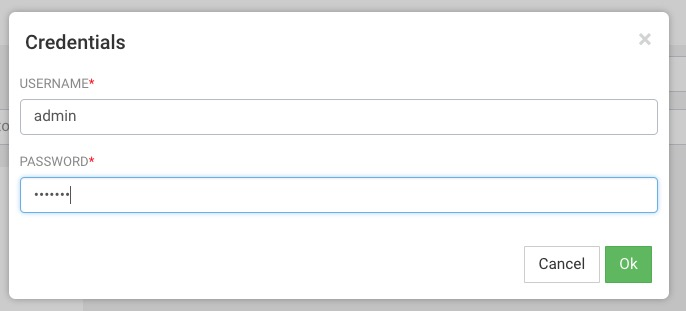 Credentials
×
USERNAME*
admin
PASSWORD*
•••••••
Cancel
Ok